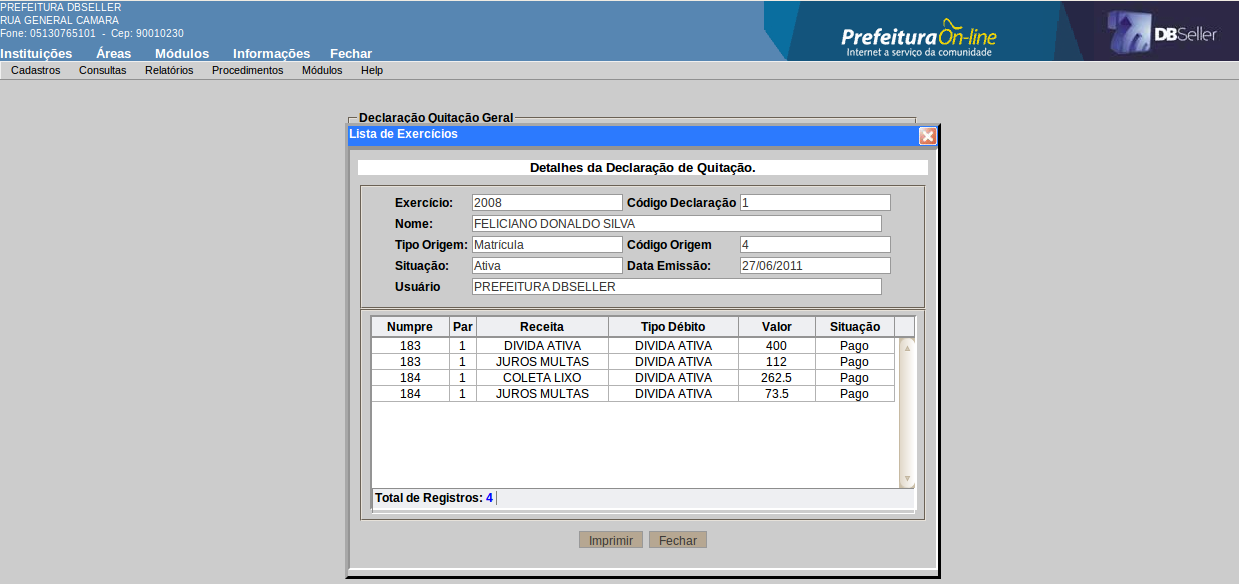 PREFEITURA DBSELLER
RUA GENERAL CAMARA
Fone: 05130765101 - Cep: 90010230
PrefeituraOn-line
Internet a serviço da comunidade
DBSeller
Instituições Áreas Módulos Informações Fechar
Cadastros Consultas Relatórios Procedimentos Módulos Help
Declaração Quitação Geral
Lista de Exercícios
Detalhes da Declaração de Quitação.
Exercício: 2008 Código Declaração 1
Nome: FELICIANO DONALDO SILVA
Tipo Origem: Matrícula Código Origem 4
Situação: Ativa Data Emissão: 27/06/2011
Usuário PREFEITURA DBSELLER
Numpre Par Receita Tipo Débito Valor Situação
183 1 DIVIDA ATIVA DIVIDA ATIVA 400 Pago
183 1 JUROS MULTAS DIVIDA ATIVA 112 Pago
184 1 COLETA LIXO DIVIDA ATIVA 262.5 Pago
184 1 JUROS MULTAS DIVIDA ATIVA 73.5 Pago
Total de Registros: 4
Imprimir Fechar